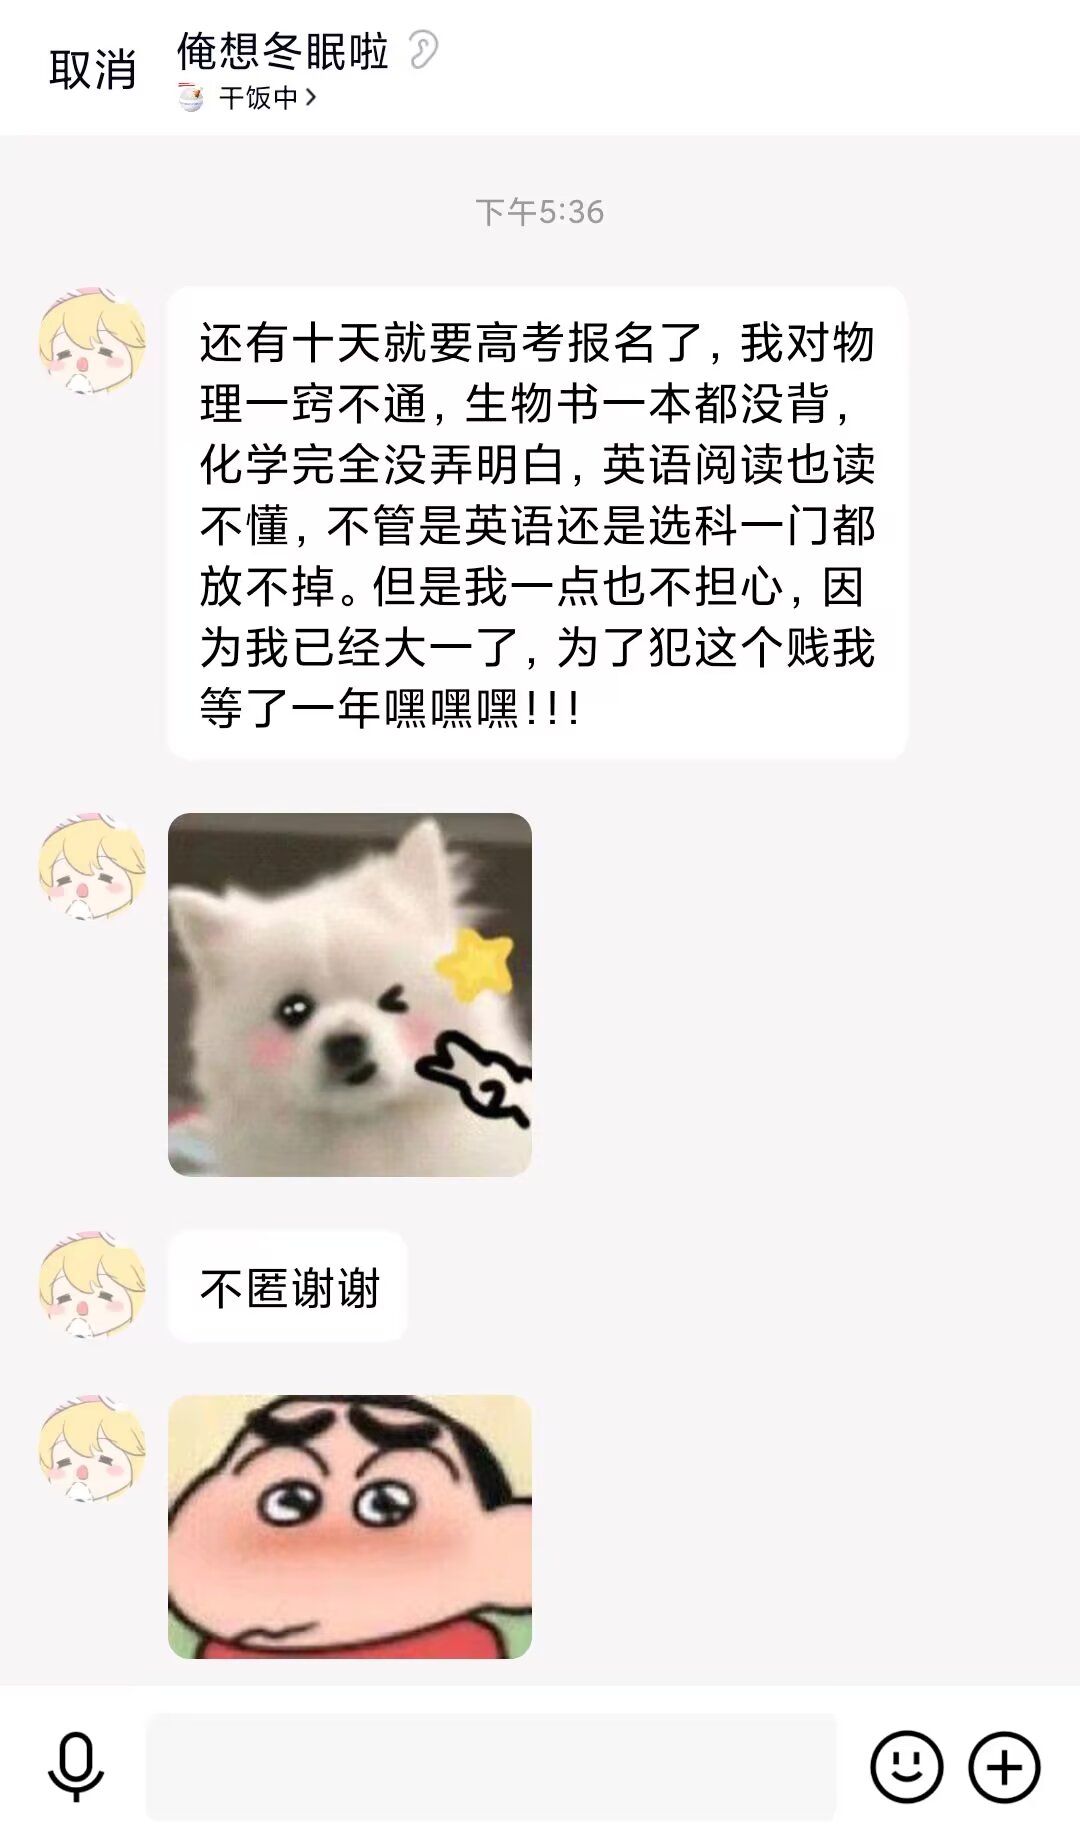 取消
俺想冬眠啦
干饭中
下午5:36
还有十天就要高考报名了，我对物
理一窍不通，生物书一本都没背，
化学完全没弄明白，英语阅读也读
不懂，不管是英语还是选科一门都
放不掉。但是我一点也不担心，因
为我已经大一了，为了犯这个贱我
等了一年嘿嘿嘿!!!
不匿谢谢